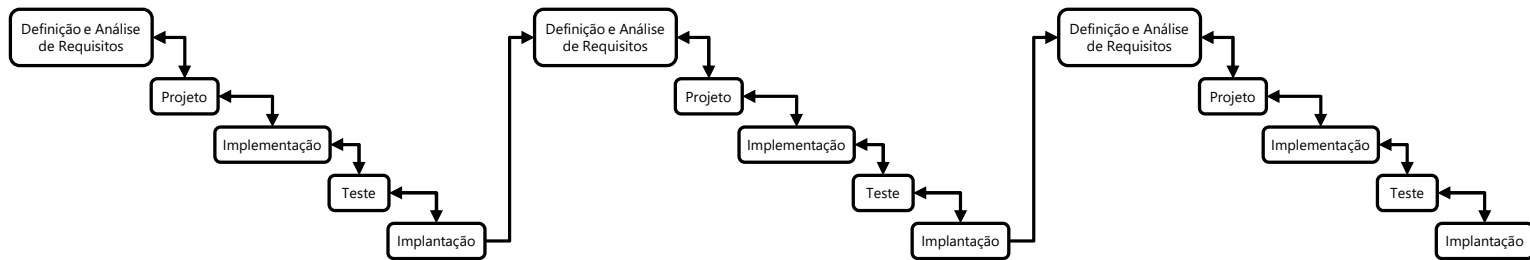 Definição e Análise
de Requisitos
Projeto
Implementação
Teste
Implantação
Definição e Análise
de Requisitos
Projeto
Implementação
Teste
Implantação
Definição e Análise
de Requisitos
Projeto
Implementação
Teste
Implantação